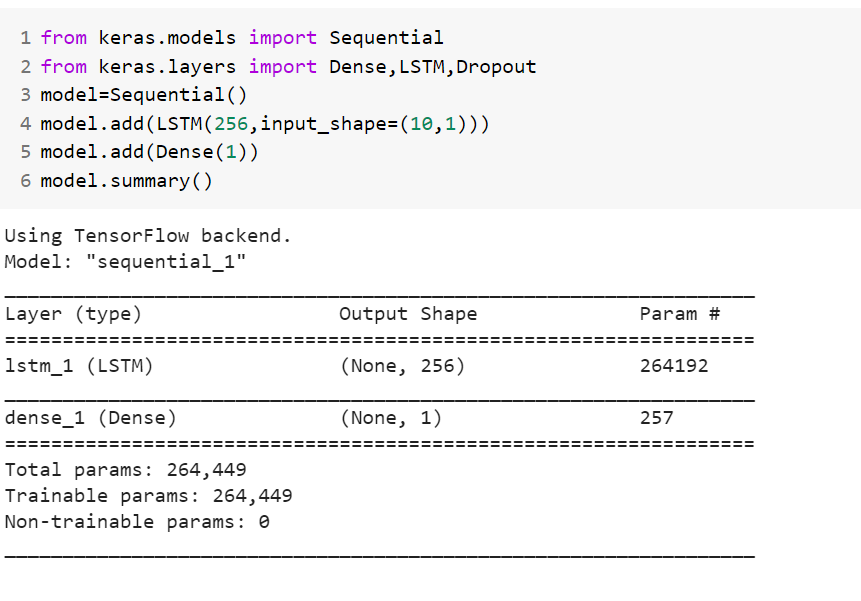 1 from keras.models import Sequential
2 from keras.layers import Dense,LSTM,Dropout
3 model=Sequential()
4 model.add(LSTM(256,input_shape=(10,1)))
5 model.add(Dense(1))
6 model.summary()
Using TensorFlow backend.
Model: "sequential_1"
_________________________________________________________________
Layer (type)                 Output Shape              Param #
=================================================================
lstm_1 (LSTM)                (None, 256)               264192
_________________________________________________________________
dense_1 (Dense)              (None, 1)                 257
=================================================================
Total params: 264,449
Trainable params: 264,449
Non-trainable params: 0
_________________________________________________________________